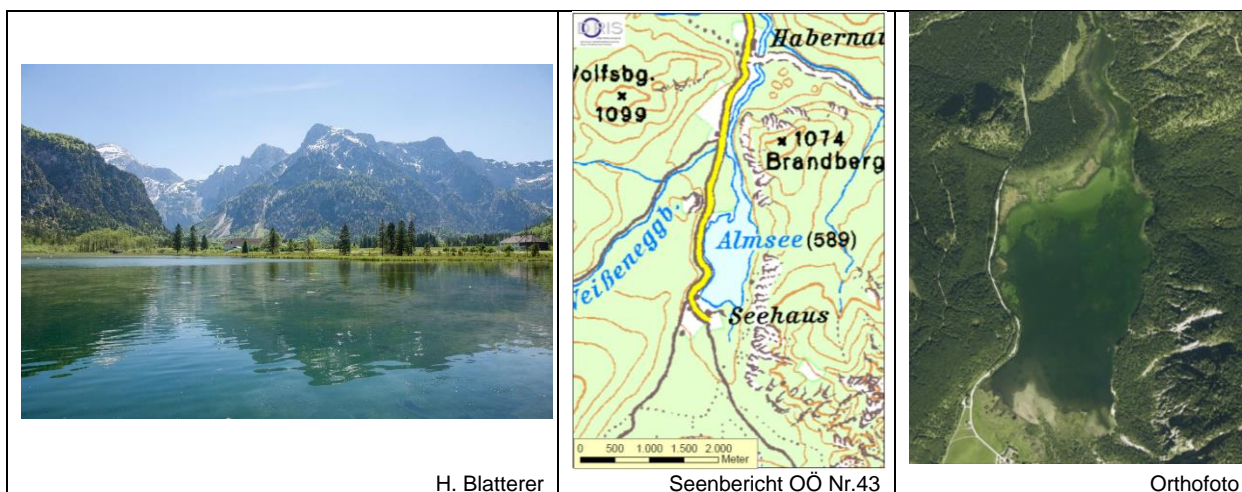 H. Blatterer
DORIS
Habernau
Wolfsbg.
1099
1074
Brandberg
Almsee (589)
Weißeneggb.
Seehaus
0 500 1.000 1.500 2.000
Meter
Seenbericht OÖ Nr.43
Orthofoto